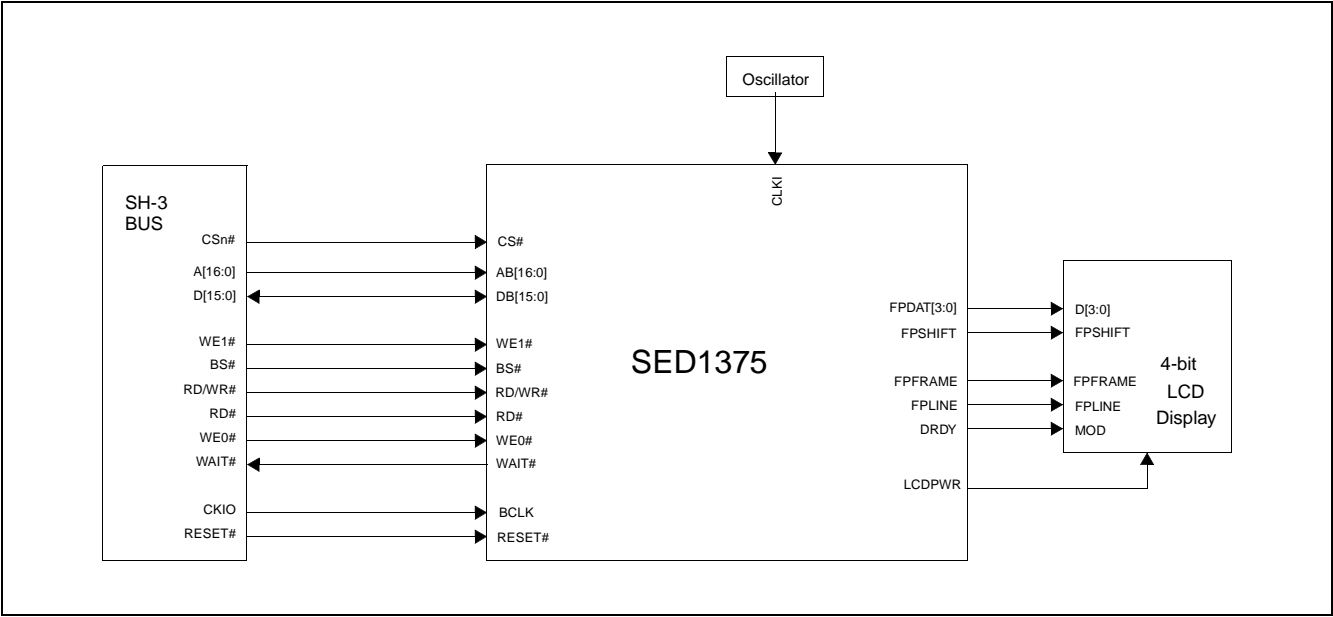 Oscillator
CLKI
SH-3
BUS
CSn#
A[16:0]
D[15:0]
WE1#
BS#
RD/WR#
RD#
WE0#
WAIT#
CKIO
RESET#
CS#
AB[16:0]
DB[15:0]
WE1#
BS#
RD/WR#
RD#
WE0#
WAIT#
BCLK
RESET#
SED1375
FPDAT[3:0]
FPSHIFT
FPFRAME
FPLINE
DRDY
LCDPWR
D[3:0]
FPSHIFT
FPFRAME
FPLINE
MOD
4-bit
LCD
Display